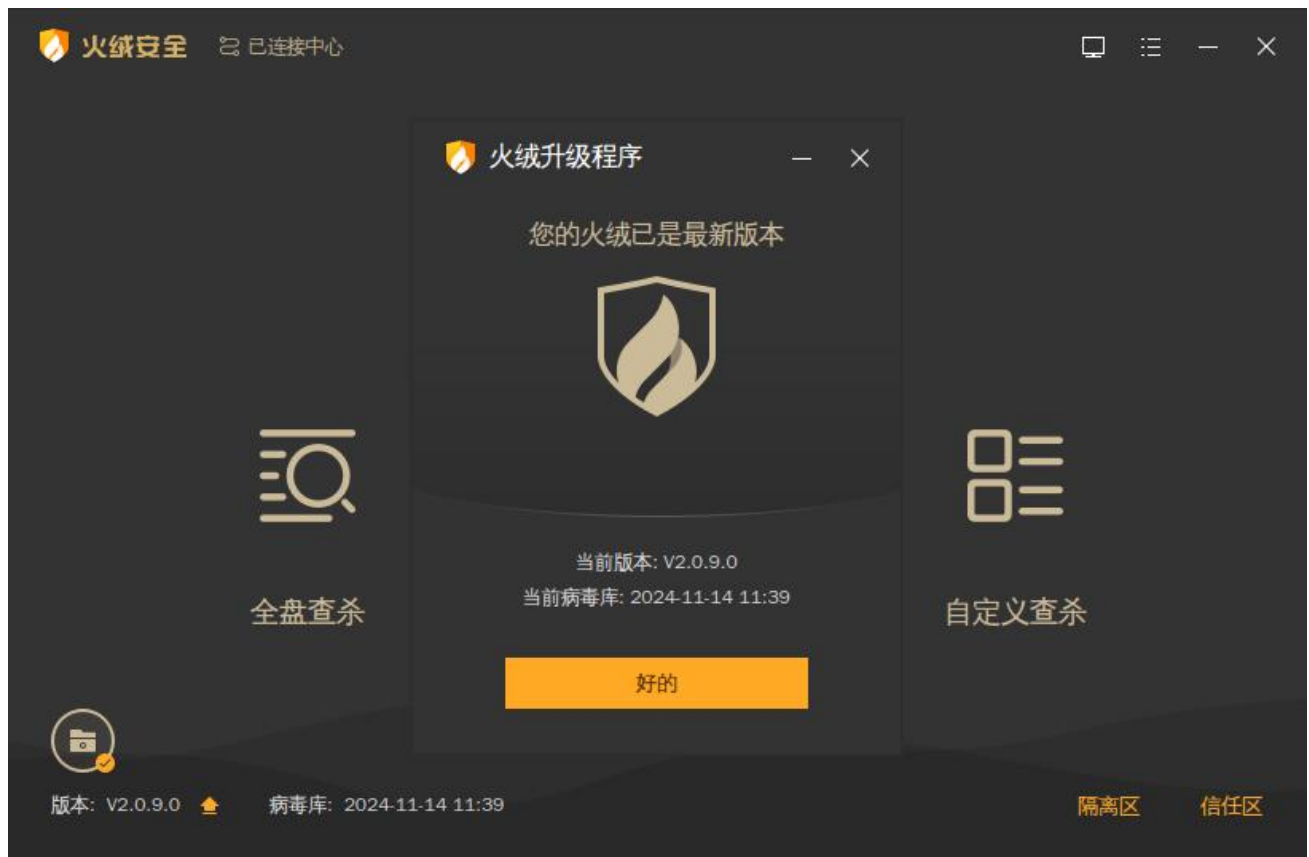 火绒安全 已连接中心
火绒升级程序
您的火绒已是最新版本
当前版本: V2.0.9.0
当前病毒库: 2024-11-14 11:39
全盘查杀
自定义查杀
好的
版本: V2.0.9.0 病毒库: 2024-11-14 11:39 隔离区 信任区